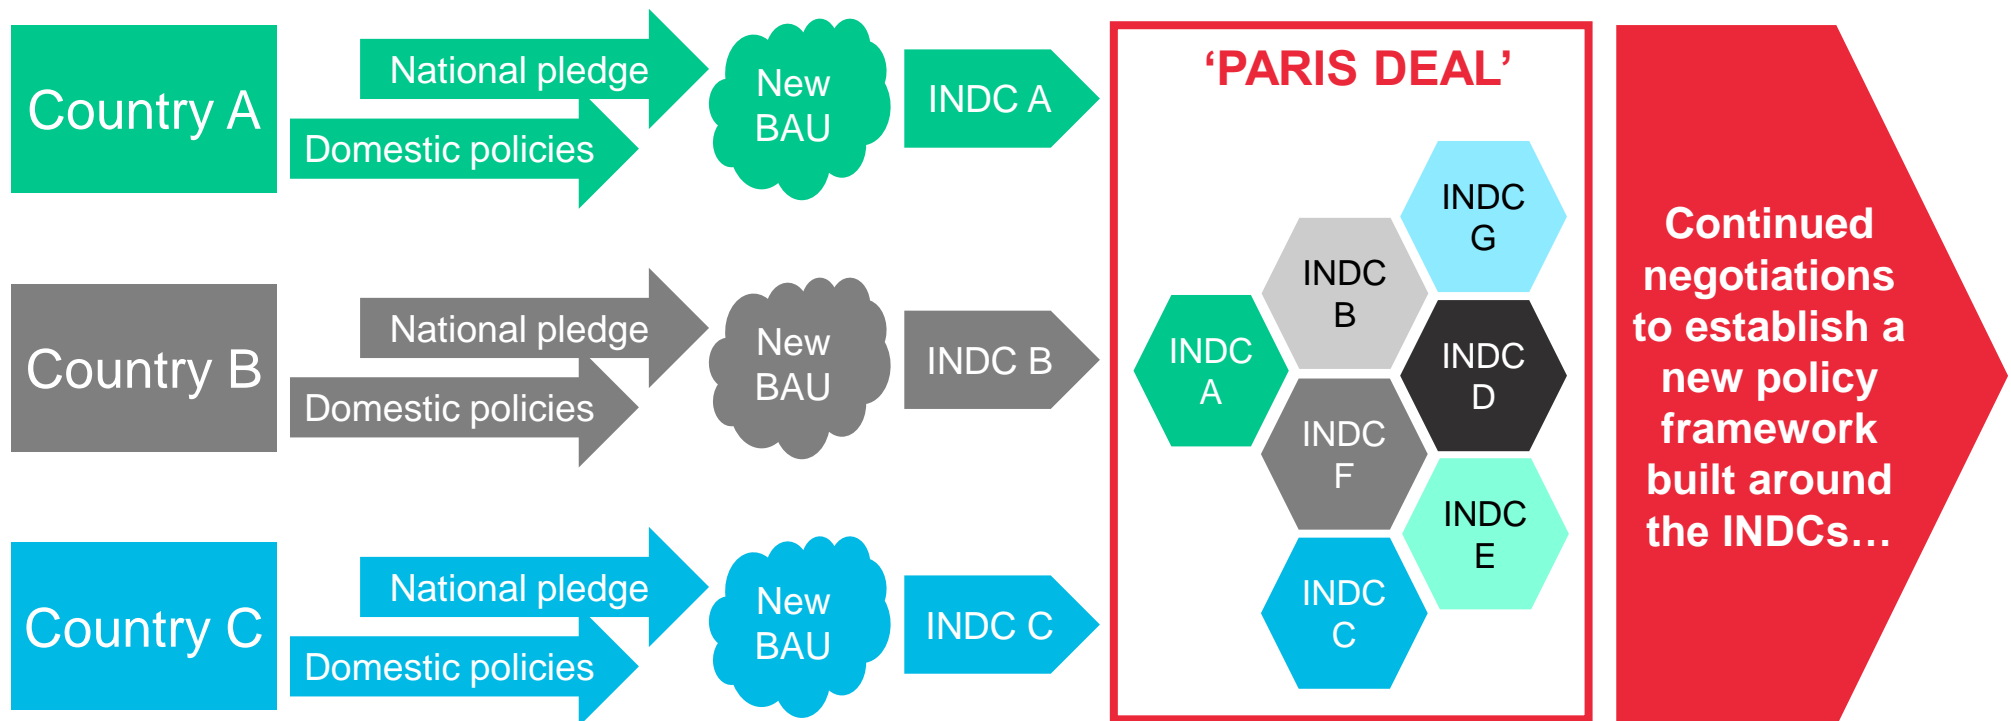 Country A
National pledge
Domestic policies
New
BAU
INDC A
Country B
National pledge
Domestic policies
New
BAU
INDC B
Country C
National pledge
Domestic policies
New
BAU
INDC C
‘PARIS DEAL’
INDC
G
INDC
B
INDC
A
INDC
D
INDC
F
INDC
E
INDC
C
Continued
negotiations
to establish a
new policy
framework
built around
the INDCs…